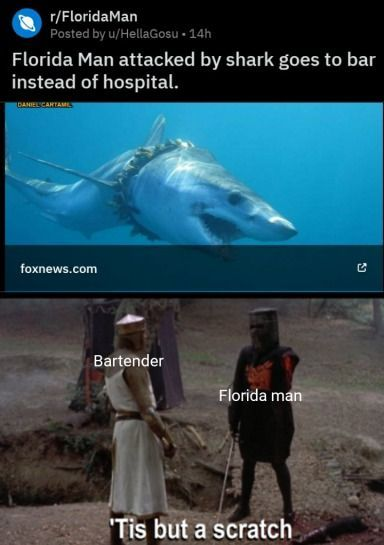 r/FloridaMan
Posted by u/HellaGosu • 14h
Florida Man attacked by shark goes to bar
instead of hospital.
DANIEL CARTAMIL
foxnews.com
Bartender
Florida man
'Tis but a scratch